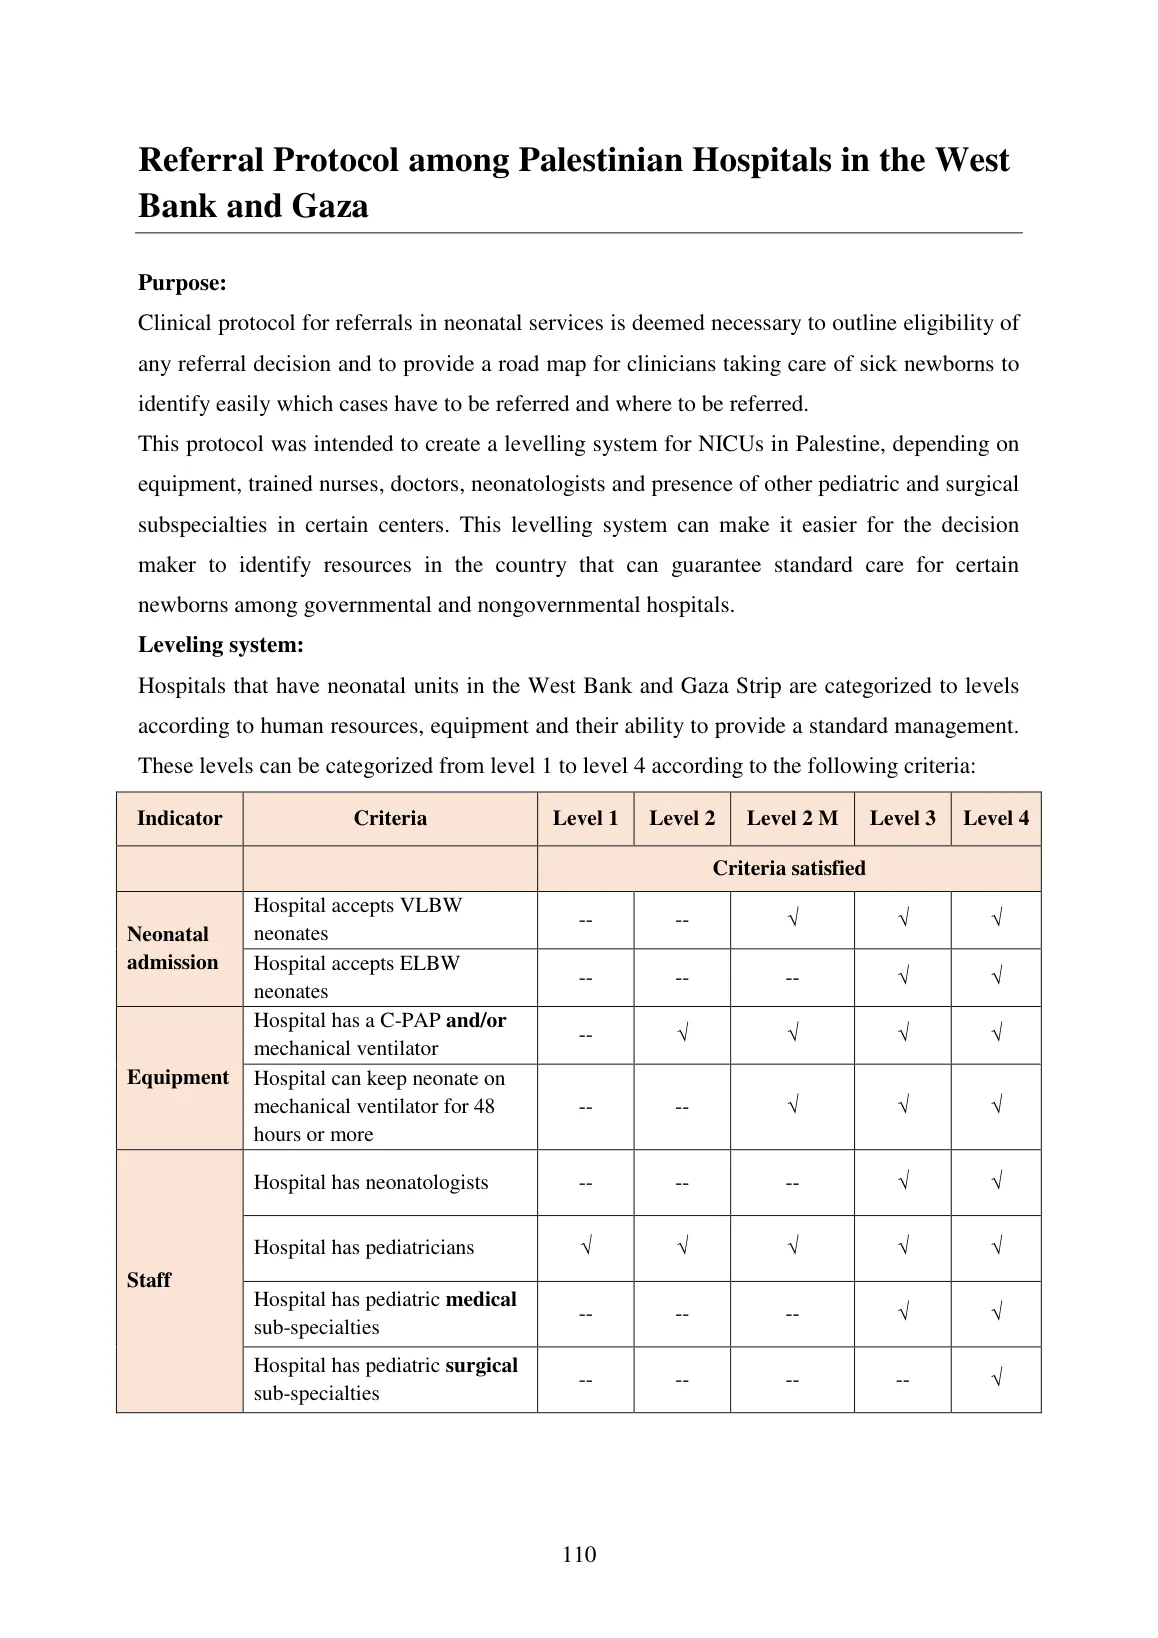 Referral Protocol among Palestinian Hospitals in the West
Bank and Gaza
Purpose:
Clinical protocol for referrals in neonatal services is deemed necessary to outline eligibility of
any referral decision and to provide a road map for clinicians taking care of sick newborns to
identify easily which cases have to be referred and where to be referred.
This protocol was intended to create a levelling system for NICUs in Palestine, depending on
equipment, trained nurses, doctors, neonatologists and presence of other pediatric and surgical
subspecialties in certain centers. This levelling system can make it easier for the decision
maker to identify resources in the country that can guarantee standard care for certain
newborns among governmental and nongovernmental hospitals.
Leveling system:
Hospitals that have neonatal units in the West Bank and Gaza Strip are categorized to levels
according to human resources, equipment and their ability to provide a standard management.
These levels can be categorized from level 1 to level 4 according to the following criteria:
Indicator Criteria Level 1 Level 2 Level 2 M Level 3 Level 4
Criteria satisfied
Neonatal
admission
Hospital accepts VLBW
neonates
-- -- √ √ √
Hospital accepts ELBW
neonates
-- -- -- √ √
Equipment
Hospital has a C-PAP and/or
mechanical ventilator
-- √ √ √ √
Hospital can keep neonate on
mechanical ventilator for 48
hours or more
-- -- √ √ √
Staff
Hospital has neonatologists -- -- -- √ √
Hospital has pediatricians √ √ √ √ √
Hospital has pediatric medical
sub-specialties
-- -- -- √ √
Hospital has pediatric surgical
sub-specialties
-- -- -- -- √
110